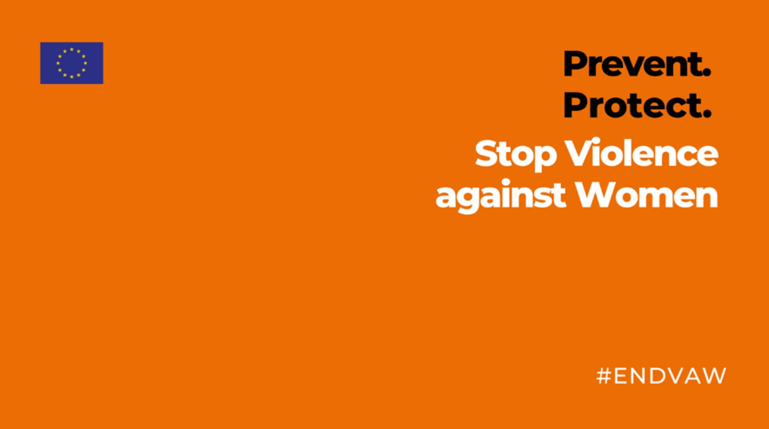 Prevent.
Protect.
Stop Violence
against Women
#ENDVAW